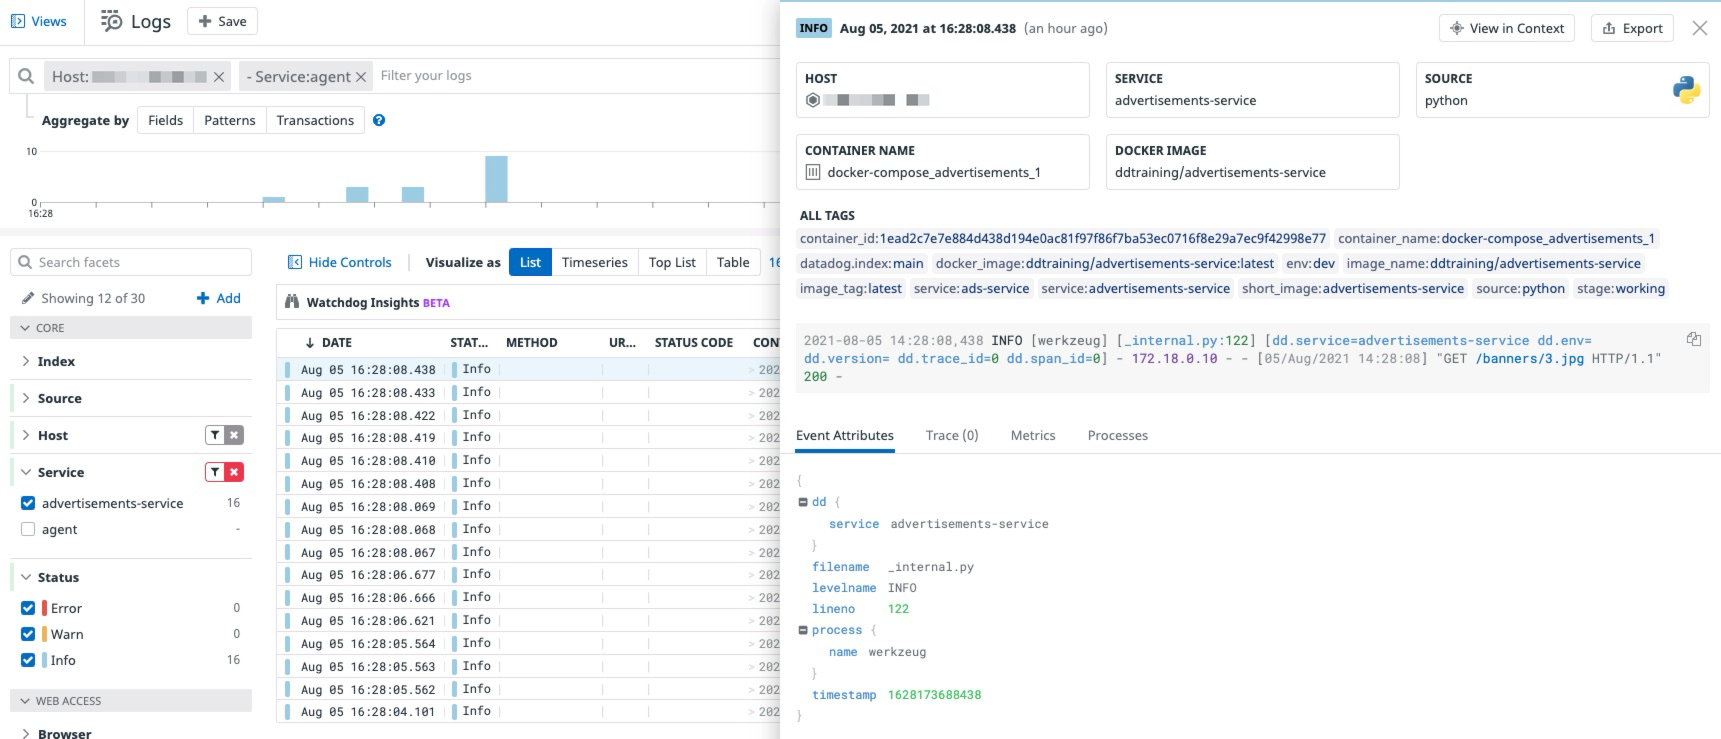 Views
Logs
Save
Host:
- Service:agent
Filter your logs
Aggregate by Fields Patterns Transactions ?
10
0
16:28
Search facets
Showing 12 of 30 Add
CORE
Index
Source
Host
Service
advertisements-service 16
agent -
Status
Error 0
Warn 0
Info 16
WEB ACCESS
Browser
Hide Controls Visualize as List Timeseries Top List Table 16
Watchdog Insights BETA
DATE STAT... METHOD UR... STATUS CODE CON
Aug 05 16:28:08.438 Info > 202
Aug 05 16:28:08.433 Info > 202
Aug 05 16:28:08.422 Info > 202
Aug 05 16:28:08.419 Info > 202
Aug 05 16:28:08.410 Info > 202
Aug 05 16:28:08.408 Info > 202
Aug 05 16:28:08.069 Info > 202
Aug 05 16:28:08.068 Info > 202
Aug 05 16:28:08.067 Info > 202
Aug 05 16:28:06.677 Info > 202
Aug 05 16:28:06.666 Info > 202
Aug 05 16:28:06.621 Info > 202
Aug 05 16:28:05.564 Info > 202
Aug 05 16:28:05.563 Info > 202
Aug 05 16:28:05.562 Info > 202
Aug 05 16:28:04.101 Info > 202
INFO Aug 05, 2021 at 16:28:08.438 (an hour ago)
View in Context
Export
HOST
SERVICE
advertisements-service
SOURCE
python
CONTAINER NAME
docker-compose_advertisements_1
DOCKER IMAGE
ddtraining/advertisements-service
ALL TAGS
container_id:1ead2c7e7e884d438d194e0ac81f97f86f7ba53ec0716f8e29a7ec9f42998e77 container_name:docker-compose_advertisements_1
datadog.index:main docker_image:ddtraining/advertisements-service:latest env:dev image_name:ddtraining/advertisements-service
image_tag:latest service:ads-service service:advertisements-service short_image:advertisements-service source:python stage:working
2021-08-05 14:28:08,438 INFO [werkzeug] [_internal.py:122] [dd.service=advertisements-service dd.env=
dd.version= dd.trace_id=0 dd.span_id=0] - 172.18.0.10 - - [05/Aug/2021 14:28:08] "GET /banners/3.jpg HTTP/1.1"
200 -
Event Attributes Trace (0) Metrics Processes
{
dd {
service advertisements-service
}
filename _internal.py
levelname INFO
lineno 122
process {
name werkzeug
}
timestamp 1628173688438
}